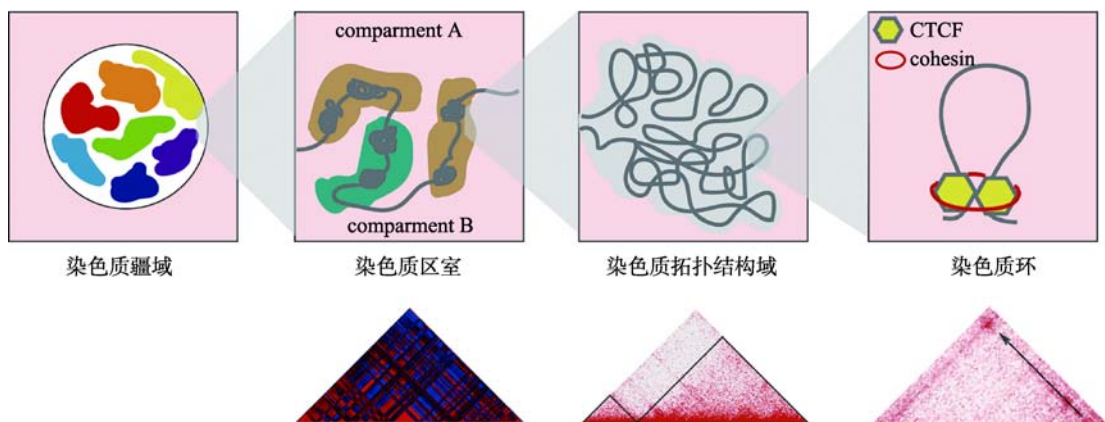 comparment A
comparment B
CTCF
cohesin
染色质疆域
染色质区室
染色质拓扑结构域
染色质环